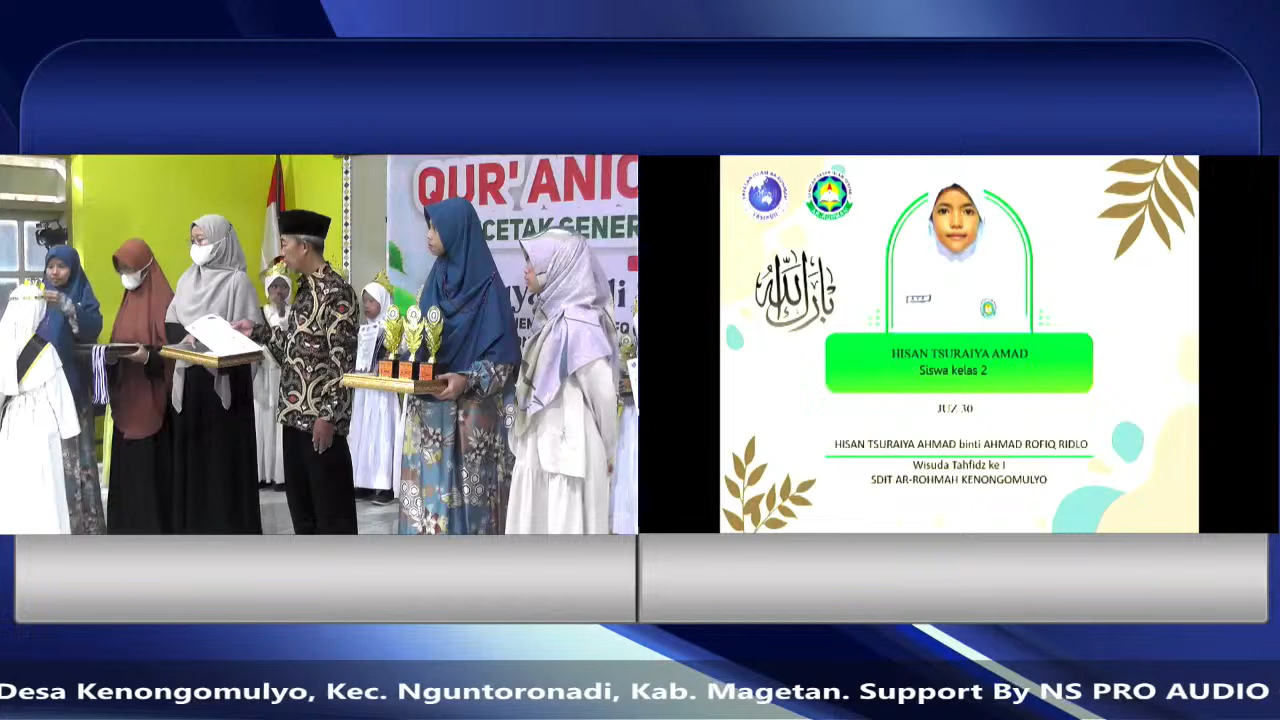 QUR'ANIC
CETAK GENER
HISAN TSURAIYA AMAD
Siswa kelas 2
JUZ 30
HISAN TSURAIYA AHMAD binti AHMAD ROFIQ RIDLO
Wisuda Tahfidz ke I
SDIT AR-ROHMAH KENONGOMULYO
Desa Kenongomulyo, Kec. Nguntoronadi, Kab. Magetan. Support By NS PRO AUDIO